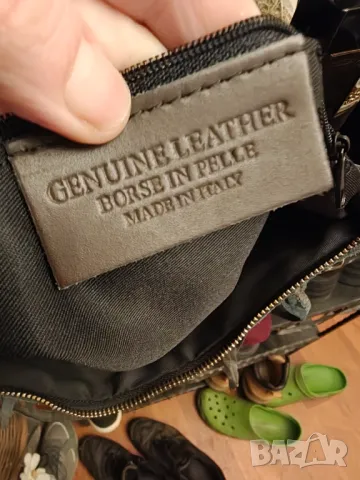 GENUINE LEATHER
BORSE IN PELLE
MADE IN ITALY
BAZAR